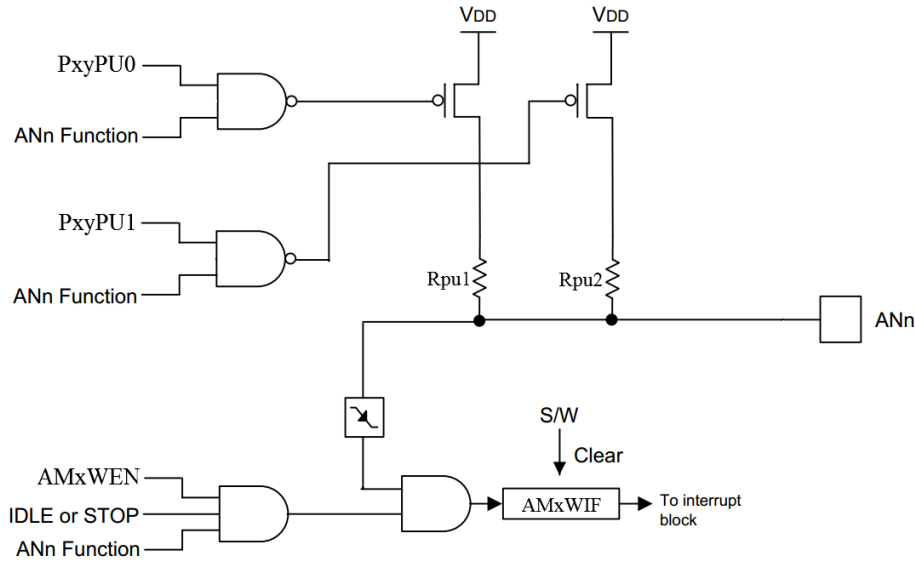 VDD
VDD
PxyPU0
ANn Function
PxyPU1
ANn Function
Rpu1
Rpu2
ANn
S/W
Clear
AMxWEN
IDLE or STOP
ANn Function
AMxWIF
To interrupt
block